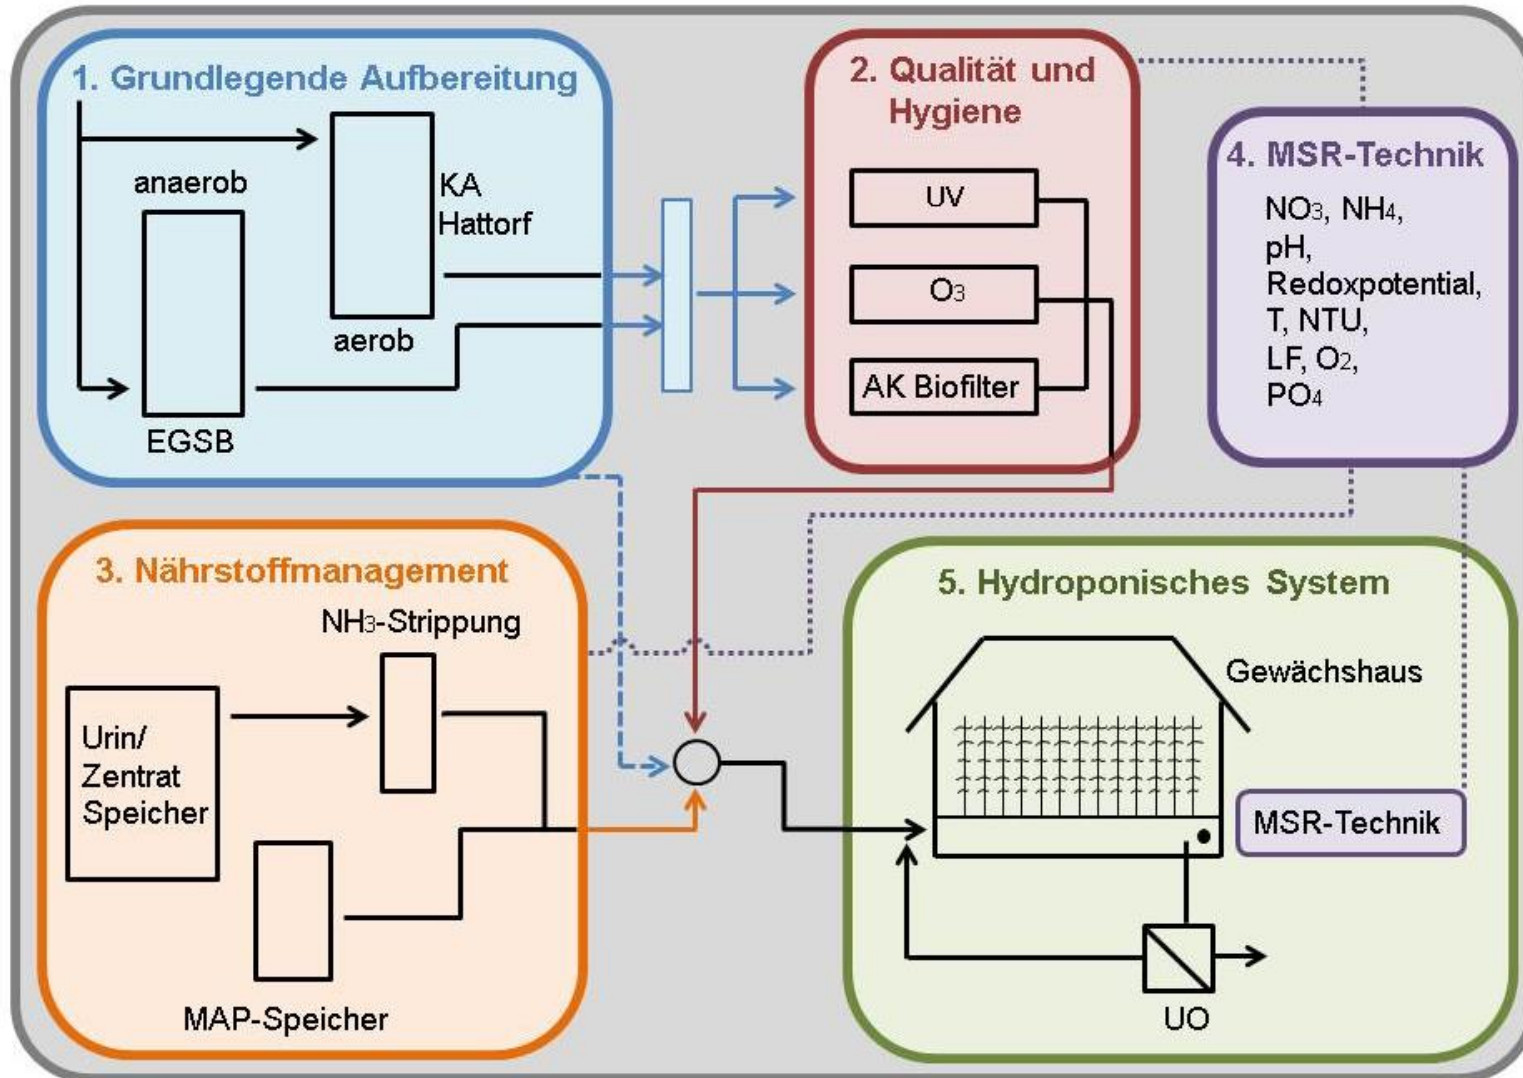 1. Grundlegende Aufbereitung
anaerob
KA
Hattorf
aerob
EGSB
2. Qualität und
Hygiene
UV
O3
AK Biofilter
4. MSR-Technik
NO3, NH4,
pH,
Redoxpotential,
T, NTU,
LF, O2,
PO4
3. Nährstoffmanagement
NH3-Strippung
Urin/
Zentrat
Speicher
MAP-Speicher
5. Hydroponisches System
Gewächshaus
MSR-Technik
UO